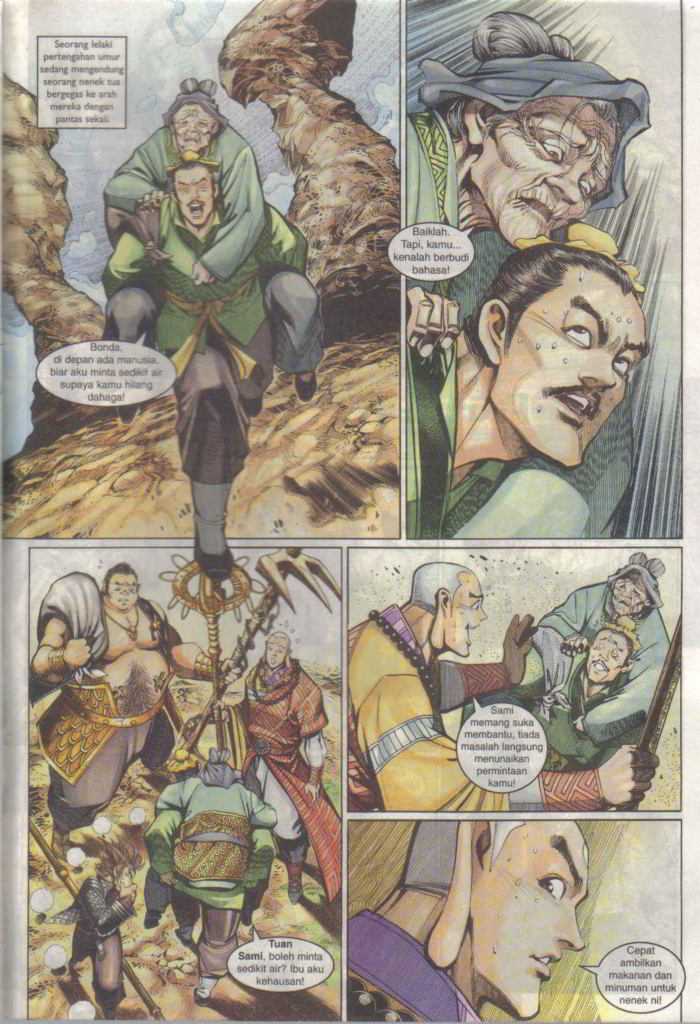 Seorang lelaki
pertengahan umur
sedang mengendung
seorang nenek tua
bergegas ke arah
mereka dengan
pantas sekali.
Bonda,
di depan ada manusia,
biar aku minta sedikit air
supaya kamu hilang
dahaga!
Baiklah.
Tapi, kamu...
kenalah berbudi
bahasa!
Tuan
Sami, boleh minta
sedikit air? Ibu aku
kehausan!
Sami
memang suka
membantu, tiada
masalah langsung
menunaikan
permintaan
kamu!
Cepat
ambilkan
makanan dan
minuman untuk
nenek ni!